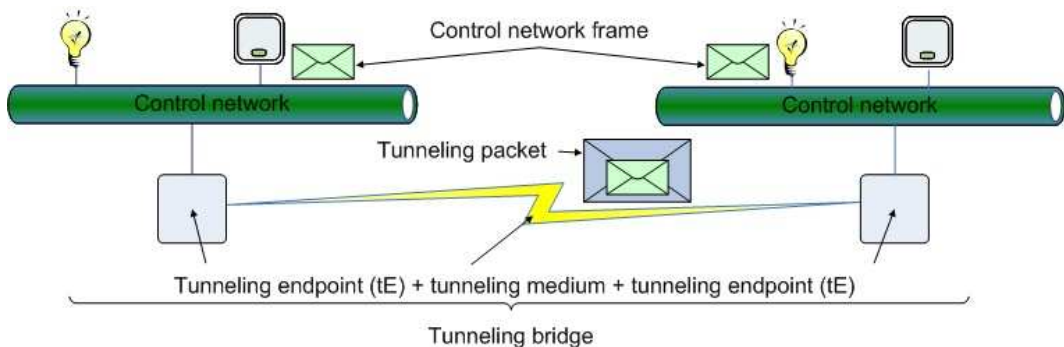 Control network frame
Control network
Control network
Tunneling packet
Tunneling endpoint (tE) + tunneling medium + tunneling endpoint (tE)
Tunneling bridge